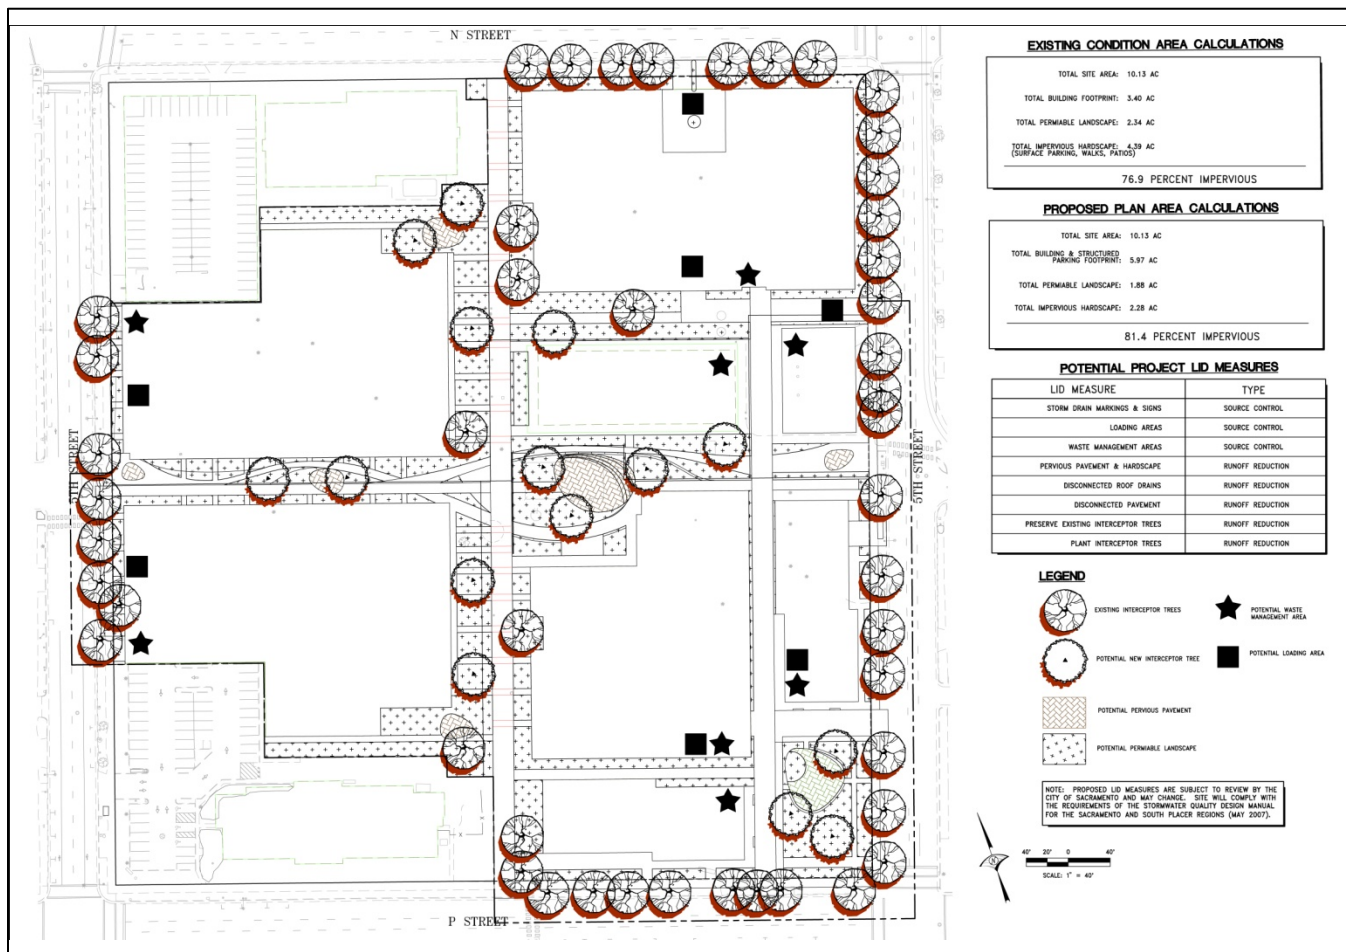 N STREET
5TH STREET
5TH STREET
P STREET
EXISTING CONDITION AREA CALCULATIONS
TOTAL SITE AREA: 10.13 AC
TOTAL BUILDING FOOTPRINT: 3.40 AC
TOTAL PERMIABLE LANDSCAPE: 2.34 AC
TOTAL IMPERVIOUS HARDSCAPE: 4.39 AC
(SURFACE PARKING, WALKS, PATIOS)
76.9 PERCENT IMPERVIOUS
PROPOSED PLAN AREA CALCULATIONS
TOTAL SITE AREA: 10.13 AC
TOTAL BUILDING & STRUCTURED
PARKING FOOTPRINT: 5.97 AC
TOTAL PERMIABLE LANDSCAPE: 1.88 AC
TOTAL IMPERVIOUS HARDSCAPE: 2.28 AC
81.4 PERCENT IMPERVIOUS
POTENTIAL PROJECT LID MEASURES
LID MEASURE TYPE
STORM DRAIN MARKINGS & SIGNS SOURCE CONTROL
LOADING AREAS SOURCE CONTROL
WASTE MANAGEMENT AREAS SOURCE CONTROL
PERVIOUS PAVEMENT & HARDSCAPE RUNOFF REDUCTION
DISCONNECTED ROOF DRAINS RUNOFF REDUCTION
DISCONNECTED PAVEMENT RUNOFF REDUCTION
PRESERVE EXISTING INTERCEPTOR TREES RUNOFF REDUCTION
PLANT INTERCEPTOR TREES RUNOFF REDUCTION
LEGEND
EXISTING INTERCEPTOR TREES
POTENTIAL WASTE
MANAGEMENT AREA
POTENTIAL NEW INTERCEPTOR TREE
POTENTIAL LOADING AREA
POTENTIAL PERVIOUS PAVEMENT
POTENTIAL PERMIABLE LANDSCAPE
NOTE: PROPOSED LID MEASURES ARE SUBJECT TO REVIEW BY THE
CITY OF SACRAMENTO AND MAY CHANGE. SITE WILL COMPLY WITH
THE REQUIREMENTS OF THE STORMWATER QUALITY DESIGN MANUAL
FOR THE SACRAMENTO AND SOUTH PLACER REGIONS (MAY 2007).
40' 20' 0 40'
SCALE: 1" = 40'